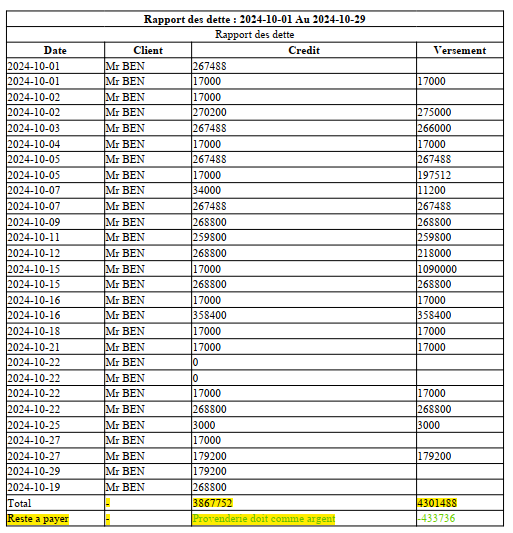 Rapport des dette : 2024-10-01 Au 2024-10-29
Rapport des dette
Date Client Credit Versement
2024-10-01 Mr BEN 267488
2024-10-01 Mr BEN 17000 17000
2024-10-02 Mr BEN 17000
2024-10-02 Mr BEN 270200 275000
2024-10-03 Mr BEN 267488 266000
2024-10-04 Mr BEN 17000 17000
2024-10-05 Mr BEN 267488 267488
2024-10-05 Mr BEN 17000 197512
2024-10-07 Mr BEN 34000 11200
2024-10-07 Mr BEN 267488 267488
2024-10-09 Mr BEN 268800 268800
2024-10-11 Mr BEN 259800 259800
2024-10-12 Mr BEN 268800 218000
2024-10-15 Mr BEN 17000 1090000
2024-10-15 Mr BEN 268800 268800
2024-10-16 Mr BEN 17000 17000
2024-10-16 Mr BEN 358400 358400
2024-10-18 Mr BEN 17000 17000
2024-10-21 Mr BEN 17000 17000
2024-10-22 Mr BEN 0
2024-10-22 Mr BEN 0
2024-10-22 Mr BEN 17000 17000
2024-10-22 Mr BEN 268800 268800
2024-10-25 Mr BEN 3000 3000
2024-10-27 Mr BEN 17000
2024-10-27 Mr BEN 179200 179200
2024-10-29 Mr BEN 179200
2024-10-19 Mr BEN 268800
Total - 3867752 4301488
Reste a payer - Provenderie doit comme argent -433736